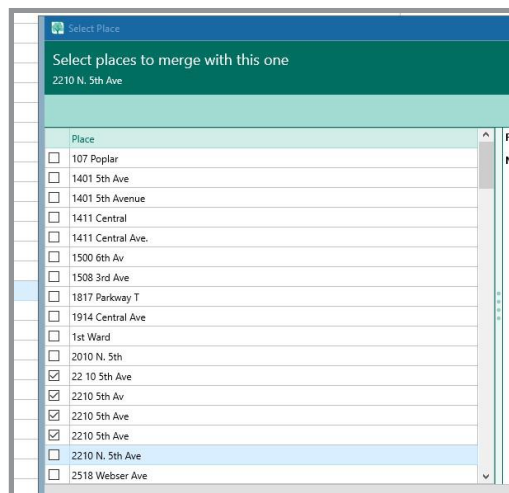 Select Place
Select places to merge with this one
2210 N. 5th Ave
Place
107 Poplar
1401 5th Ave
1401 5th Avenue
1411 Central
1411 Central Ave.
1500 6th Av
1508 3rd Ave
1817 Parkway T
1914 Central Ave
1st Ward
2010 N. 5th
22 10 5th Ave
2210 5th Av
2210 5th Ave
2210 5th Ave
2210 N. 5th Ave
2518 Webser Ave